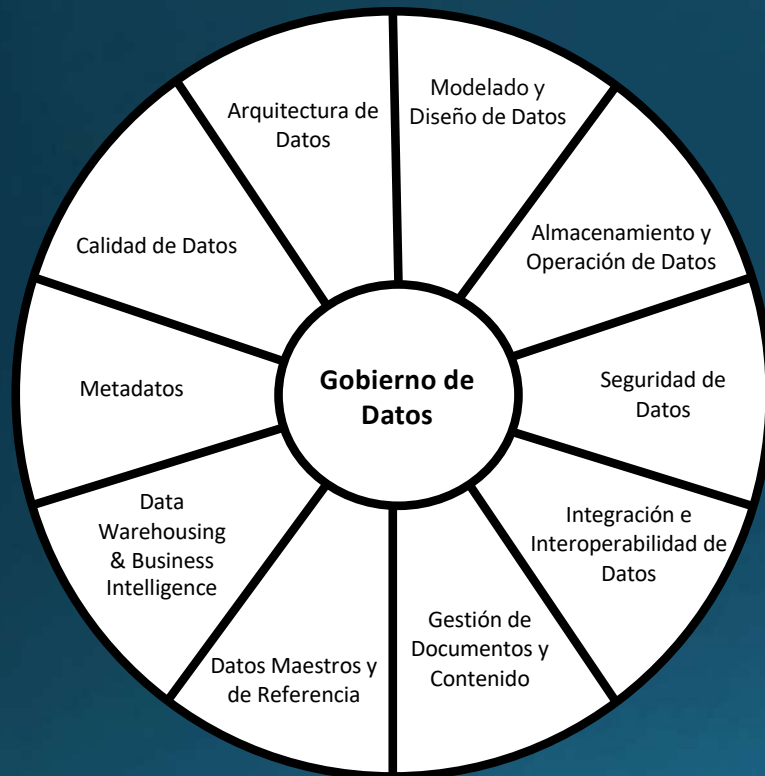 Arquitectura de
Datos
Modelado y
Diseño de Datos
Almacenamiento y
Operación de Datos
Seguridad de
Datos
Integración e
Interoperabilidad de
Datos
Gestión de
Documentos y
Contenido
Datos Maestros y
de Referencia
Data
Warehousing
& Business
Intelligence
Metadatos
Calidad de Datos
Gobierno de
Datos